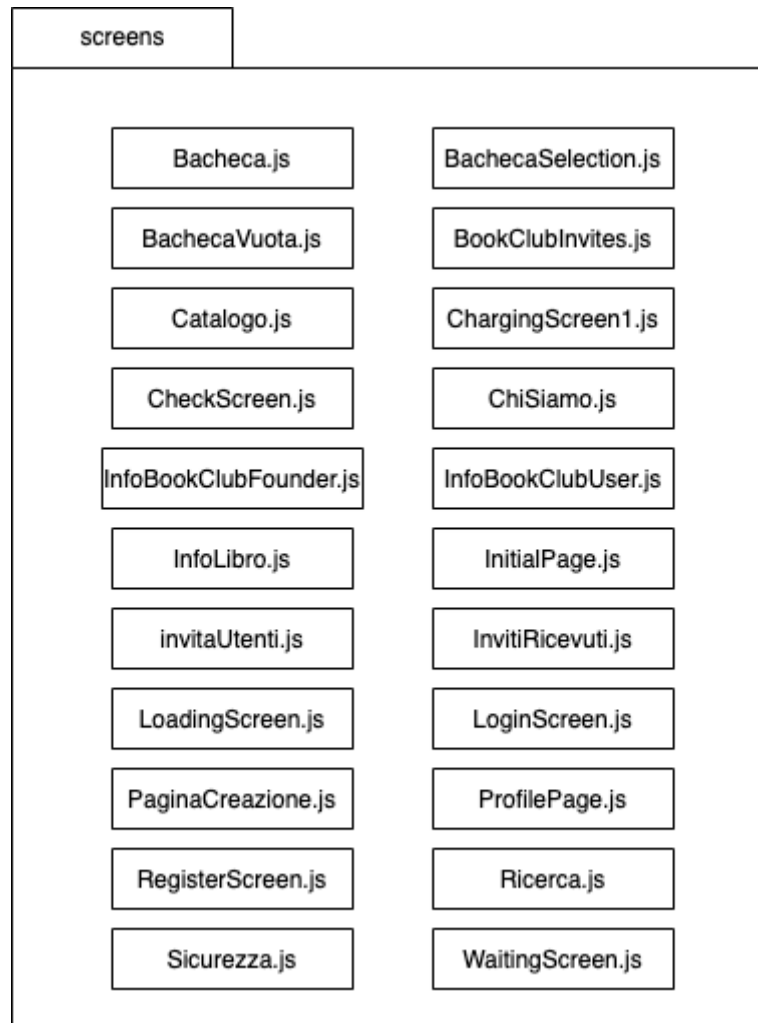 screens
Bacheca.js
BachecaSelection.js
BachecaVuota.js
BookClubInvites.js
Catalogo.js
ChargingScreen1.js
CheckScreen.js
ChiSiamo.js
InfoBookClubFounder.js
InfoBookClubUser.js
InfoLibro.js
InitialPage.js
invitaUtenti.js
InvitiRicevuti.js
LoadingScreen.js
LoginScreen.js
PaginaCreazione.js
ProfilePage.js
RegisterScreen.js
Ricerca.js
Sicurezza.js
WaitingScreen.js